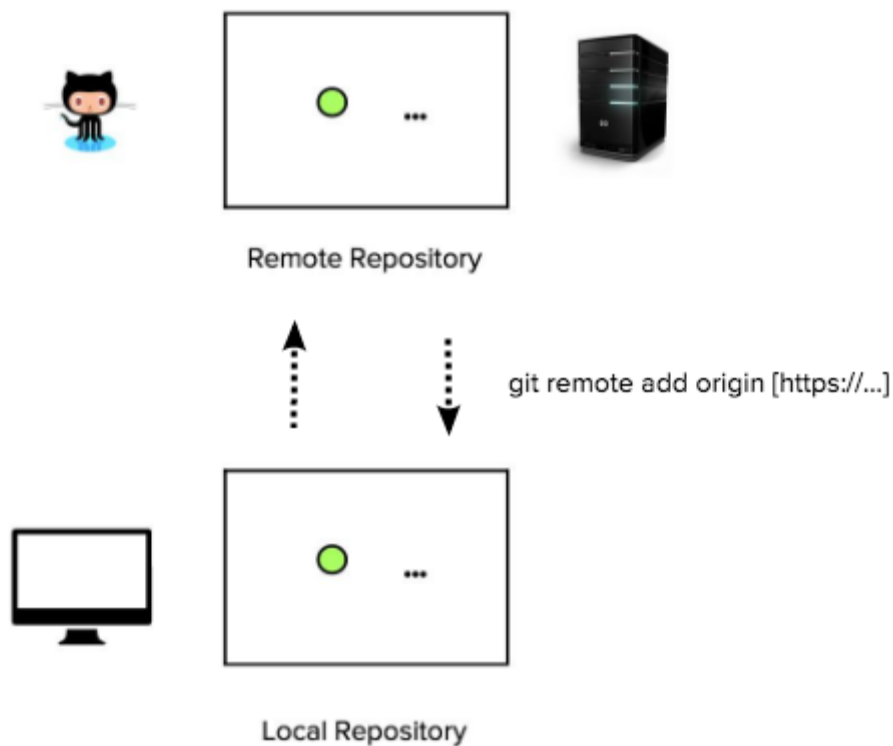 Remote Repository
git remote add origin [https://...]
Local Repository